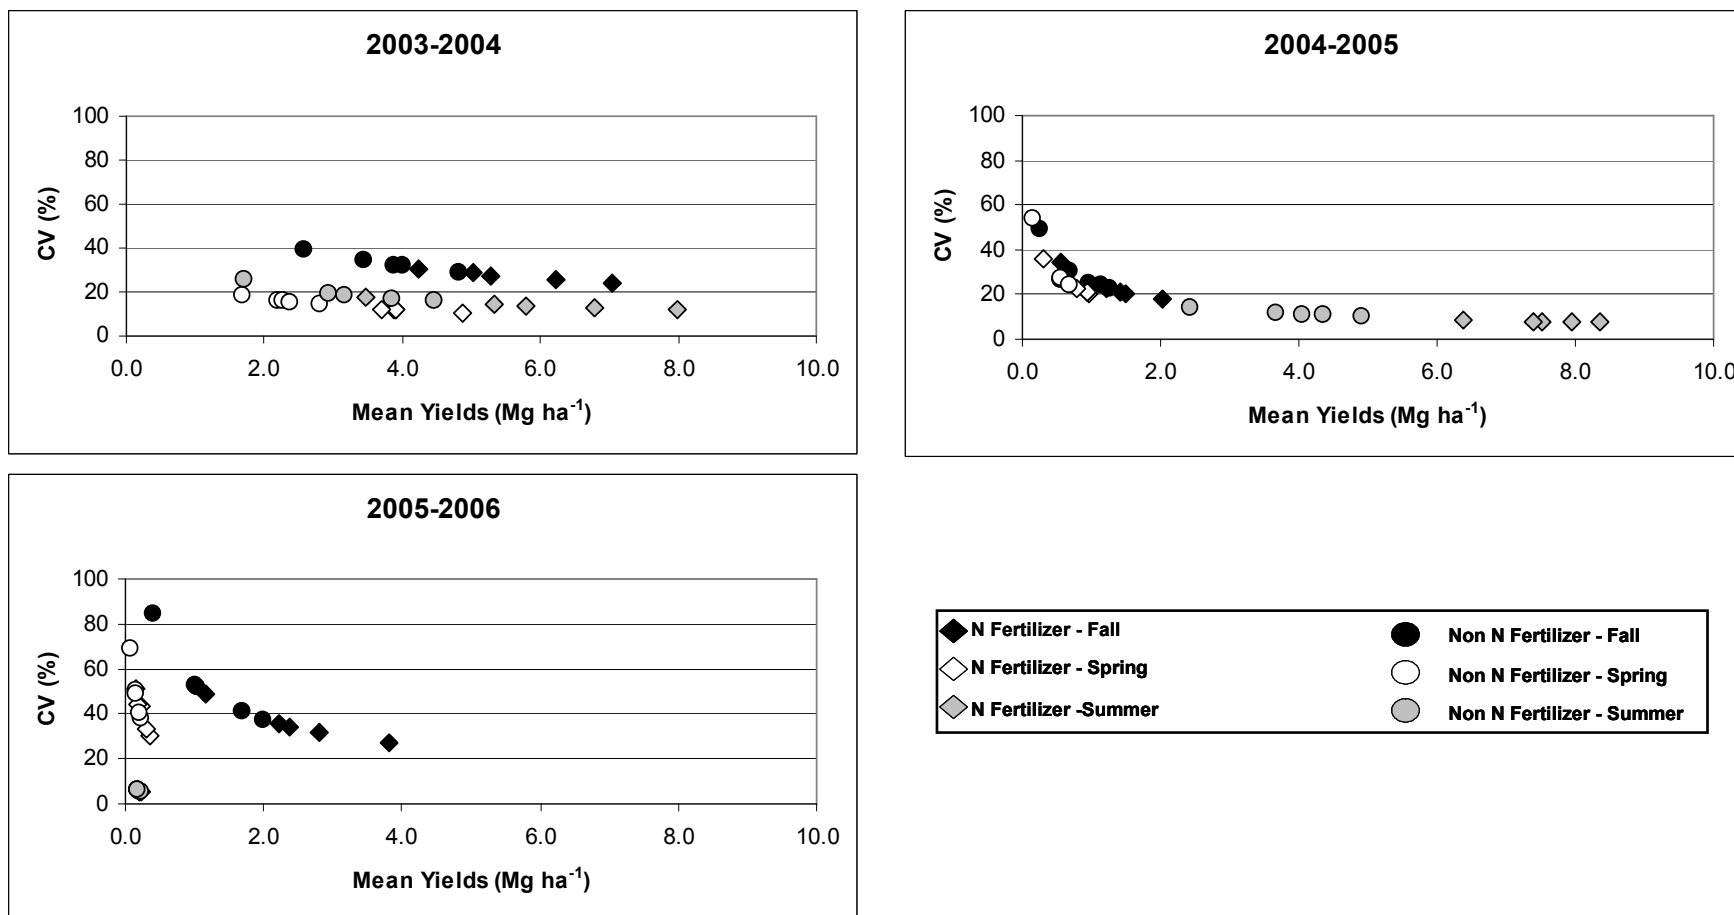 2003-2004
100
80
60
40
20
0
CV (%)
0.0 2.0 4.0 6.0 8.0 10.0
Mean Yields (Mg ha-1)
2004-2005
100
80
60
40
20
0
CV (%)
0.0 2.0 4.0 6.0 8.0 10.0
Mean Yields (Mg ha-1)
2005-2006
100
80
60
40
20
0
CV (%)
0.0 2.0 4.0 6.0 8.0 10.0
Mean Yields (Mg ha-1)
N Fertilizer - Fall
Non N Fertilizer - Fall
N Fertilizer - Spring
Non N Fertilizer - Spring
N Fertilizer -Summer
Non N Fertilizer - Summer